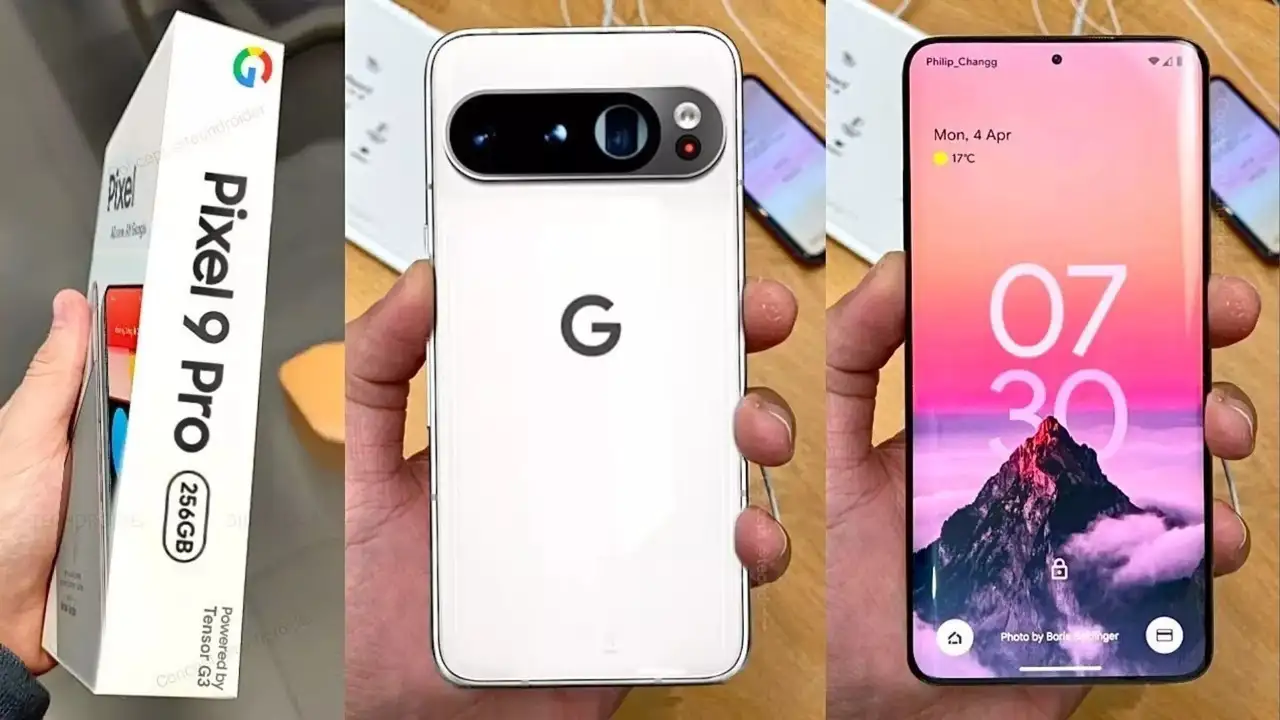 G
Pixel
Pixel 9 Pro
256GB
Powered by
Tensor G3
G
Philip_Changg
Mon, 4 Apr
17°C
07
30
Photo by Boris